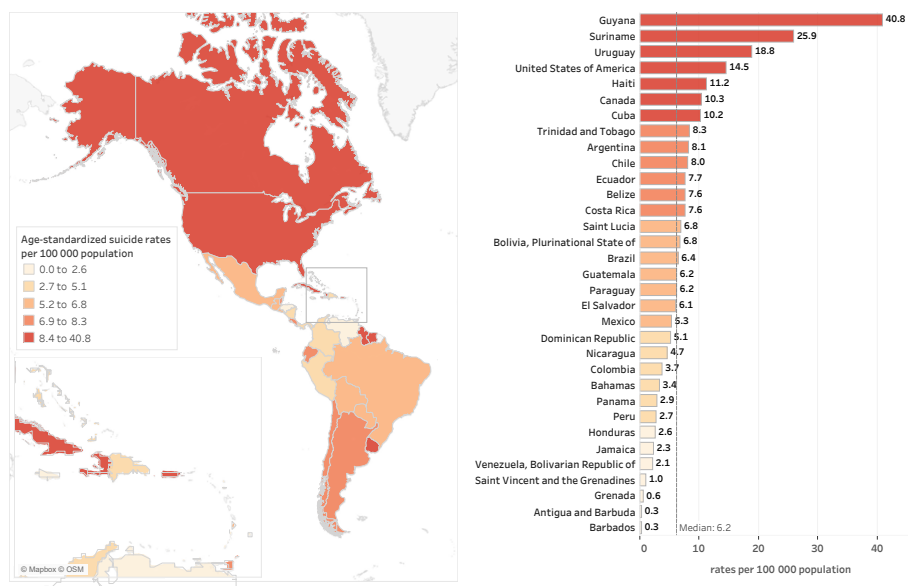 Age-standardized suicide rates
per 100 000 population
0.0 to 2.6
2.7 to 5.1
5.2 to 6.8
6.9 to 8.3
8.4 to 40.8
© Mapbox © OSM
Guyana 40.8
Suriname 25.9
Uruguay 18.8
United States of America 14.5
Haiti 11.2
Canada 10.3
Cuba 10.2
Trinidad and Tobago 8.3
Argentina 8.1
Chile 8.0
Ecuador 7.7
Belize 7.6
Costa Rica 7.6
Saint Lucia 6.8
Bolivia, Plurinational State of 6.8
Brazil 6.4
Guatemala 6.2
Paraguay 6.2
El Salvador 6.1
Mexico 5.3
Dominican Republic 5.1
Nicaragua 4.7
Colombia 3.7
Bahamas 3.4
Panama 2.9
Peru 2.7
Honduras 2.6
Jamaica 2.3
Venezuela, Bolivarian Republic of 2.1
Saint Vincent and the Grenadines 1.0
Grenada 0.6
Antigua and Barbuda 0.3
Barbados 0.3
Median: 6.2
0 10 20 30 40
rates per 100 000 population